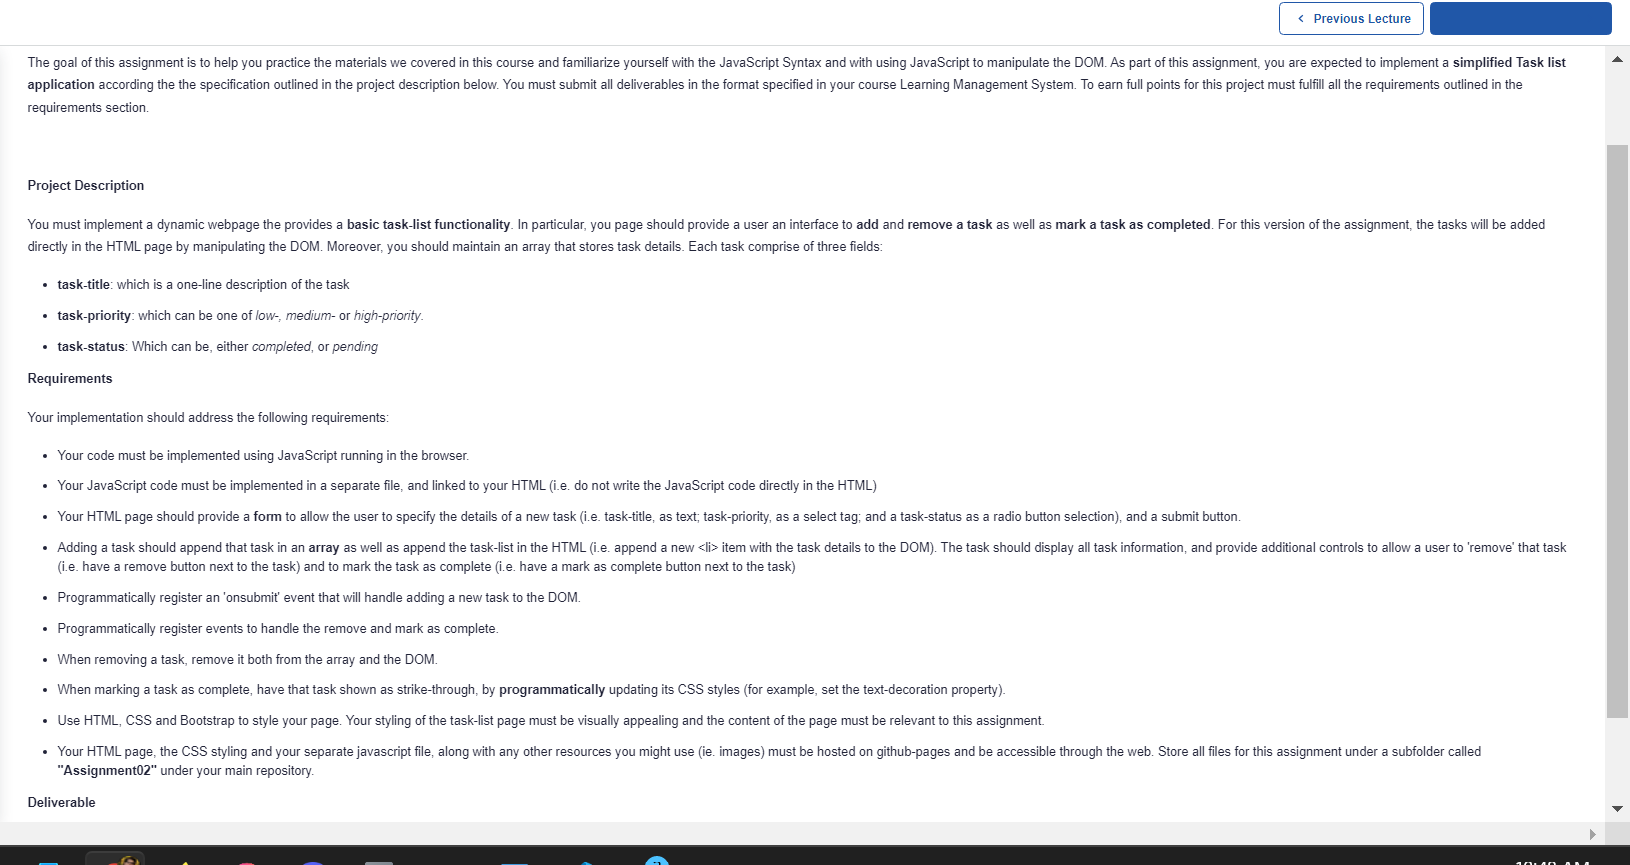 Previous Lecture
The goal of this assignment is to help you practice the materials we covered in this course and familiarize yourself with the JavaScript Syntax and with using JavaScript to manipulate the DOM. As part of this assignment, you are expected to implement a simplified Task list
application according the the specification outlined in the project description below. You must submit all deliverables in the format specified in your course Learning Management System. To earn full points for this project must fulfill all the requirements outlined in the
requirements section.
Project Description
You must implement a dynamic webpage the provides a basic task-list functionality. In particular, you page should provide a user an interface to add and remove a task as well as mark a task as completed. For this version of the assignment, the tasks will be added
directly in the HTML page by manipulating the DOM. Moreover, you should maintain an array that stores task details. Each task comprise of three fields:
• task-title: which is a one-line description of the task
• task-priority: which can be one of low-, medium- or high-priority.
• task-status: Which can be, either completed, or pending
Requirements
Your implementation should address the following requirements:
• Your code must be implemented using JavaScript running in the browser.
• Your JavaScript code must be implemented in a separate file, and linked to your HTML (i.e. do not write the JavaScript code directly in the HTML)
• Your HTML page should provide a form to allow the user to specify the details of a new task (i.e. task-title, as text; task-priority, as a select tag; and a task-status as a radio button selection), and a submit button.
• Adding a task should append that task in an array as well as append the task-list in the HTML (i.e. append a new <li> item with the task details to the DOM). The task should display all task information, and provide additional controls to allow a user to 'remove' that task
(i.e. have a remove button next to the task) and to mark the task as complete (i.e. have a mark as complete button next to the task)
• Programmatically register an 'onsubmit' event that will handle adding a new task to the DOM.
• Programmatically register events to handle the remove and mark as complete.
• When removing a task, remove it both from the array and the DOM.
• When marking a task as complete, have that task shown as strike-through, by programmatically updating its CSS styles (for example, set the text-decoration property).
• Use HTML, CSS and Bootstrap to style your page. Your styling of the task-list page must be visually appealing and the content of the page must be relevant to this assignment.
• Your HTML page, the CSS styling and your separate javascript file, along with any other resources you might use (ie. images) must be hosted on github-pages and be accessible through the web. Store all files for this assignment under a subfolder called
"Assignment02" under your main repository.
Deliverable